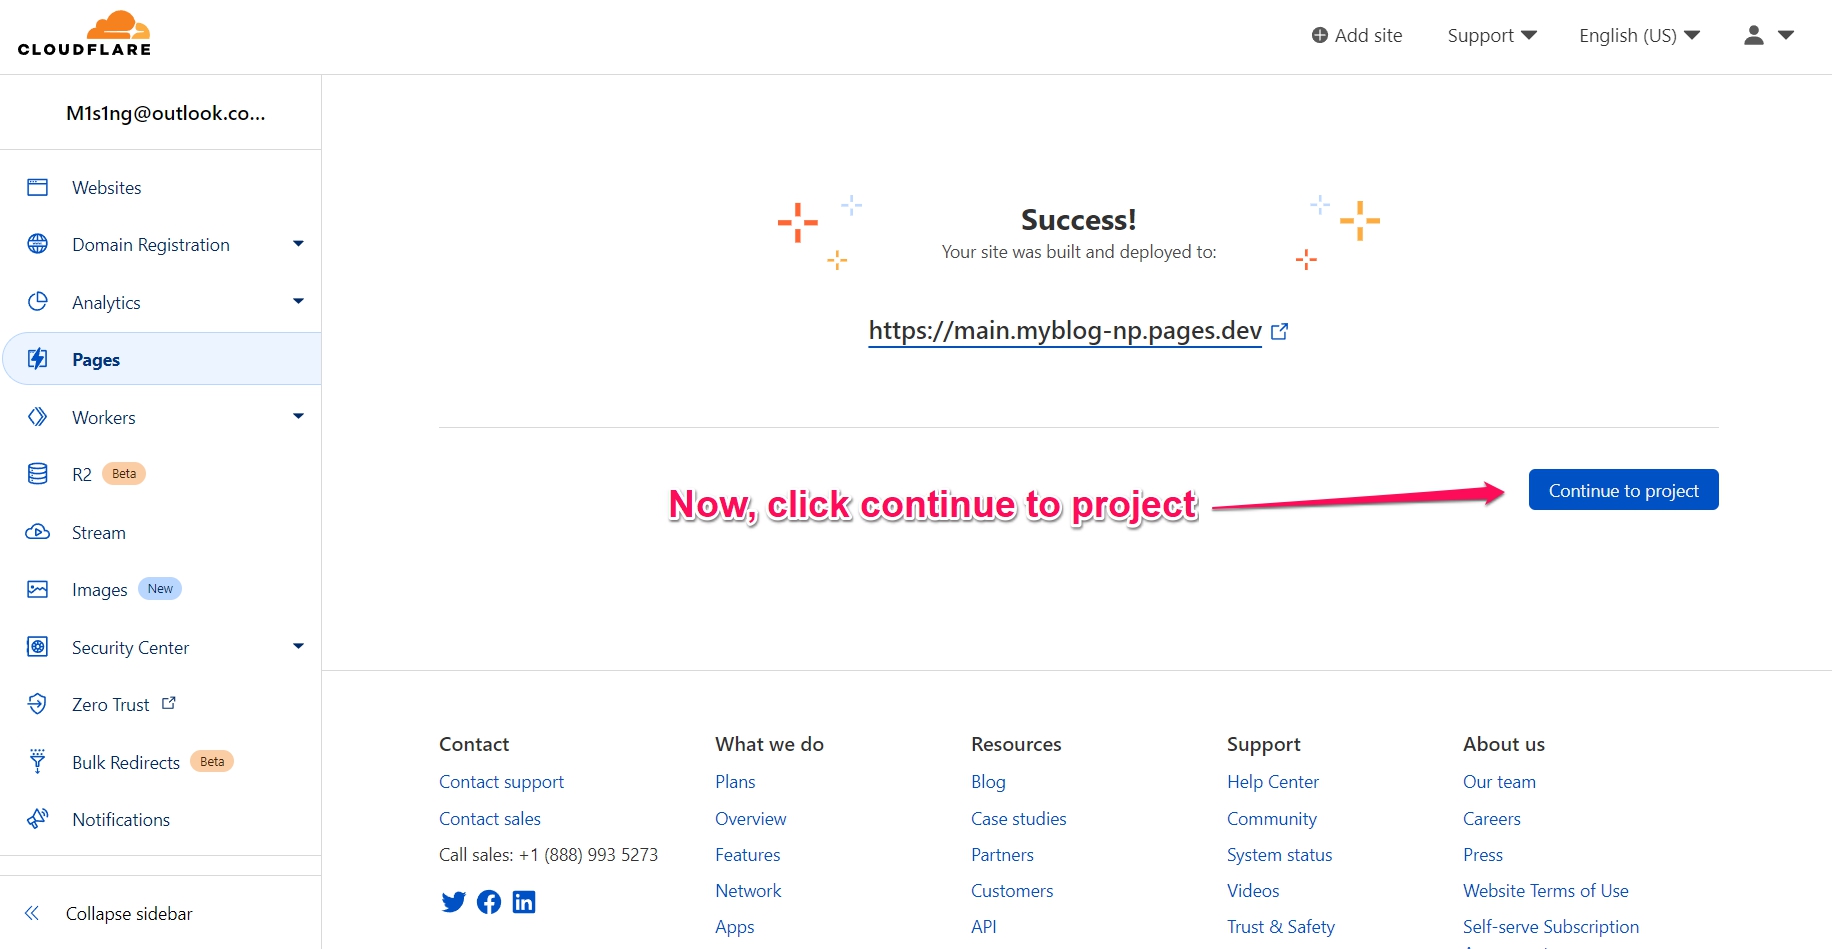 CLOUDFLARE
Add site
Support
English (US)
M1s1ng@outlook.co...
Websites
Domain Registration
Analytics
Pages
Workers
R2 Beta
Stream
Images New
Security Center
Zero Trust
Bulk Redirects Beta
Notifications
Collapse sidebar
Success!
Your site was built and deployed to:
https://main.myblog-np.pages.dev
Now, click continue to project
Continue to project
Contact
Contact support
Contact sales
Call sales: +1 (888) 993 5273
What we do
Plans
Overview
Features
Network
Apps
Resources
Blog
Case studies
Partners
Customers
API
Support
Help Center
Community
System status
Videos
Trust & Safety
About us
Our team
Careers
Press
Website Terms of Use
Self-serve Subscription